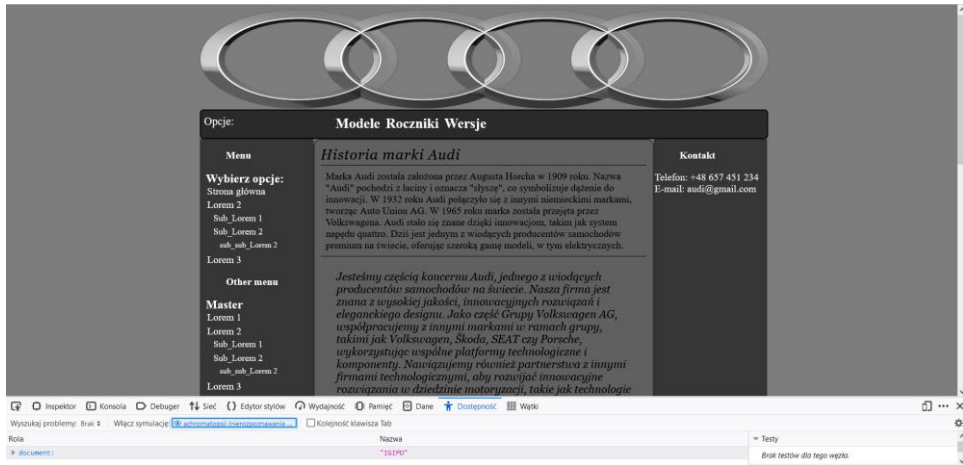 Opcje:
Modele Roczniki Wersje
Menu
Wybierz opcje:
Strona główna
Lorem 2
Sub_Lorem 1
Sub_Lorem 2
sub_sub_Lorem 2
Lorem 3
Other menu
Master
Lorem 1
Lorem 2
Sub_Lorem 1
Sub_Lorem 2
sub_sub_Lorem 2
Lorem 3
Historia marki Audi
Marka Audi została założona przez Augusta Horcha w 1909 roku. Nazwa
"Audi" pochodzi z łaciny i oznacza "słyszę", co symbolizuje dążenie do
innowacji. W 1932 roku Audi połączyło się z innymi niemieckimi markami,
tworząc Auto Union AG. W 1965 roku marka została przejęta przez
Volkswagena. Audi stało się znane dzięki innowacjom, takim jak system
napędu quattro. Dziś jest jednym z wiodących producentów samochodów
premium na świecie, oferując szeroką gamę modeli, w tym elektrycznych.
Jesteśmy częścią koncernu Audi, jednego z wiodących
producentów samochodów na świecie. Nasza firma jest
znana z wysokiej jakości, innowacyjnych rozwiązań i
eleganckiego designu. Jako część Grupy Volkswagen AG,
współpracujemy z innymi markami w ramach grupy,
takimi jak Volkswagen, Škoda, SEAT czy Porsche,
wykorzystując wspólne platformy technologiczne i
komponenty. Nawiązujemy również partnerstwa z innymi
firmami technologicznymi, aby rozwijać innowacyjne
rozwiązania w dziedzinie motoryzacji, takie jak technologie
Kontakt
Telefon: +48 657 451 234
E-mail: audi@gmail.com
Inspektor Konsola Debuger Sieć Edytor stylów Wydajność Pamięć Dane Dostępność Wątki
Wyszukaj problemy: Brak Włącz symulację: achromatopsji (nierozpoznawania ... Kolejność klawisza Tab
Rola Nazwa Testy
document: "IGIPD" Brak testów dla tego węzła.